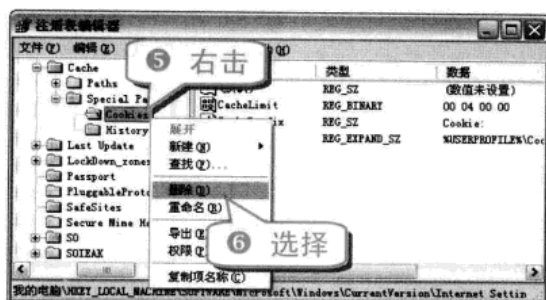 注册表编辑器
文件(F) 编辑(E)
5 右击
Cache
Paths
Special Pa
Cookies
History
Last Update
LockDown_zones
Passport
PluggableProto
SafeSites
Secure Mine H
SO
SOIEAK
类型 数据
REG_SZ (数值未设置)
CacheLimit REG_BINARY 00 04 00 00
REG_SZ Cookie:
REG_EXPAND_SZ %USERPROFILE%\Coo
展开
新建(N)
查找(F)...
删除(D)
重命名(R)
导出(E)
权限(P)
复制项名称(C)
6 选择
我的电脑\HKEY_LOCAL_MACHINE\SOFTWARE\Microsoft\Windows\CurrentVersion\Internet Settin